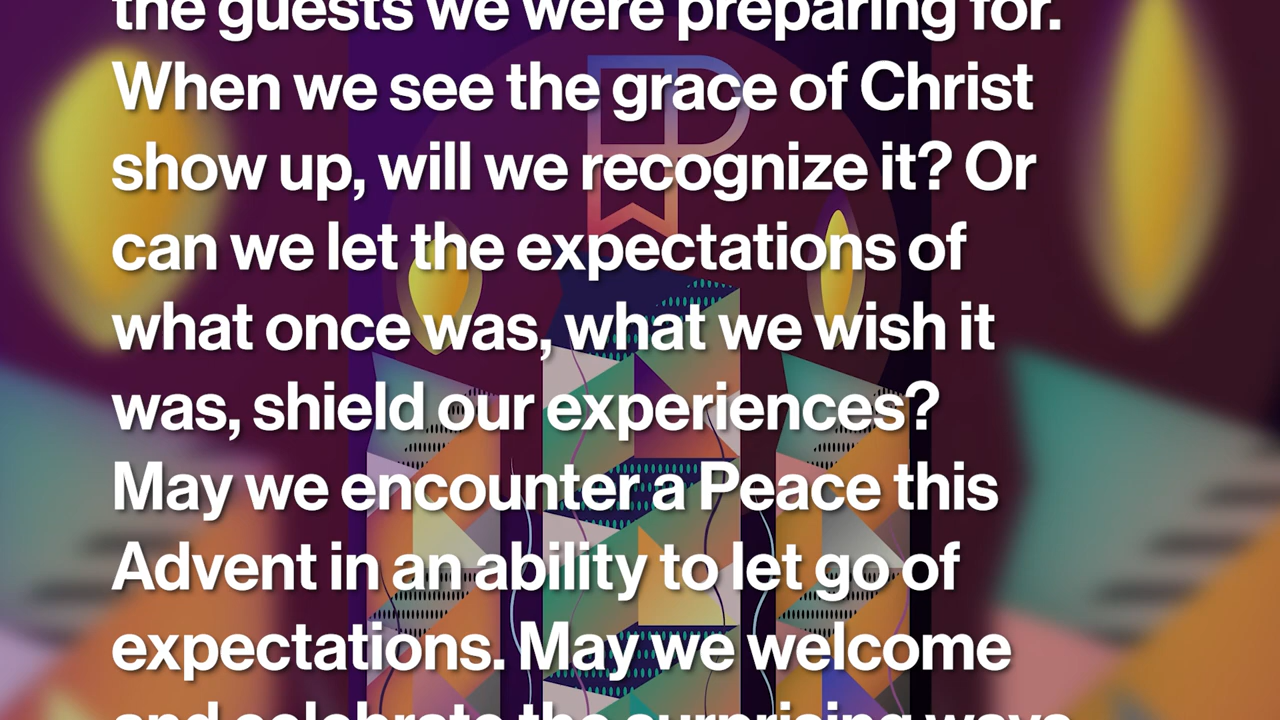 the guests we were preparing for.
When we see the grace of Christ
show up, will we recognize it? Or
can we let the expectations of
what once was, what we wish it
was, shield our experiences?
May we encounter a Peace this
Advent in an ability to let go of
expectations. May we welcome
and celebrate the surprising ways